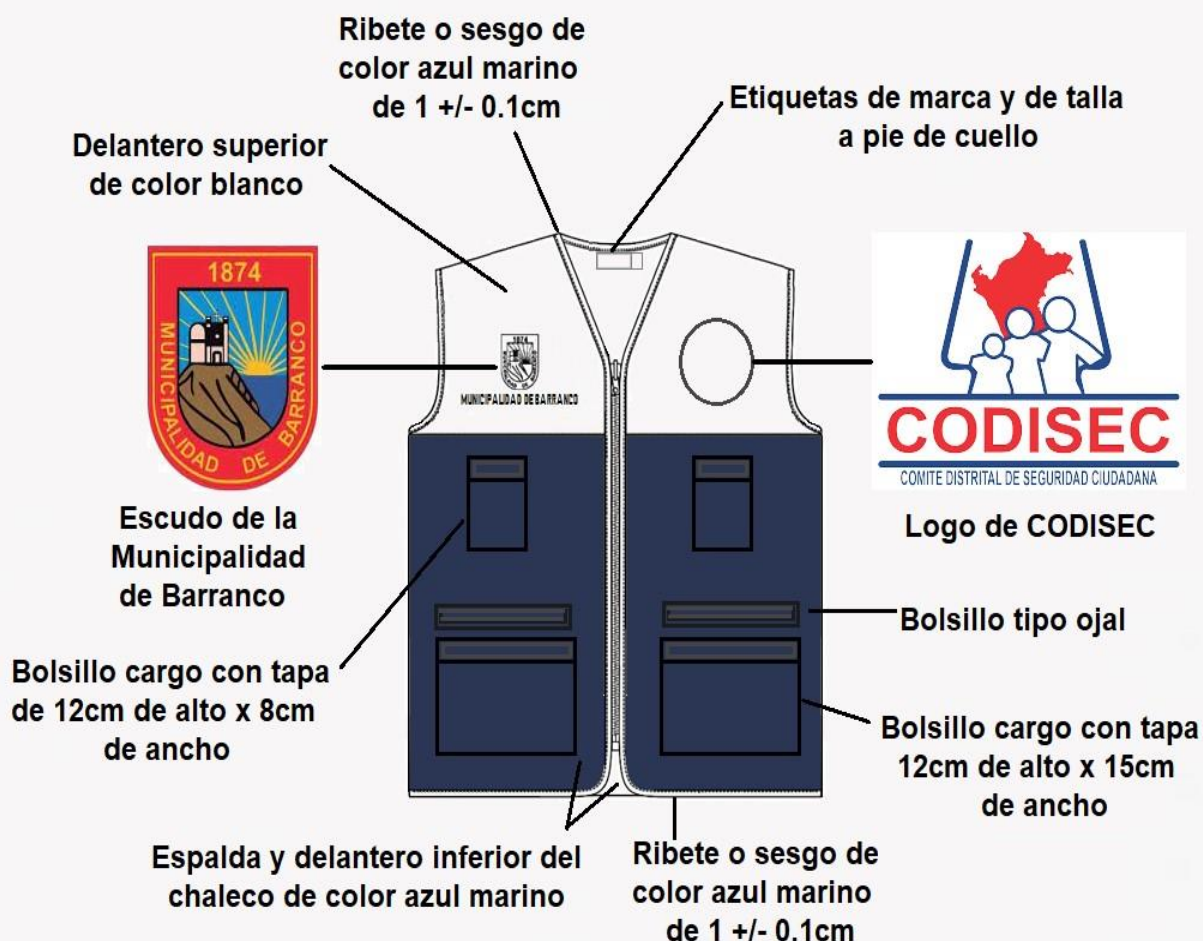 Ribete o sesgo de
color azul marino
de 1 +/- 0.1cm
Etiquetas de marca y de talla
a pie de cuello
Delantero superior
de color blanco
1874
MUNICIPALIDAD DE BARRANCO
Escudo de la
Municipalidad
de Barranco
1874
MUNICIPALIDAD DE BARRANCO
CODISEC
COMITE DISTRITAL DE SEGURIDAD CIUDADANA
Logo de CODISEC
Bolsillo tipo ojal
Bolsillo cargo con tapa
de 12cm de alto x 8cm
de ancho
Bolsillo cargo con tapa
12cm de alto x 15cm
de ancho
Espalda y delantero inferior del
chaleco de color azul marino
Ribete o sesgo de
color azul marino
de 1 +/- 0.1cm